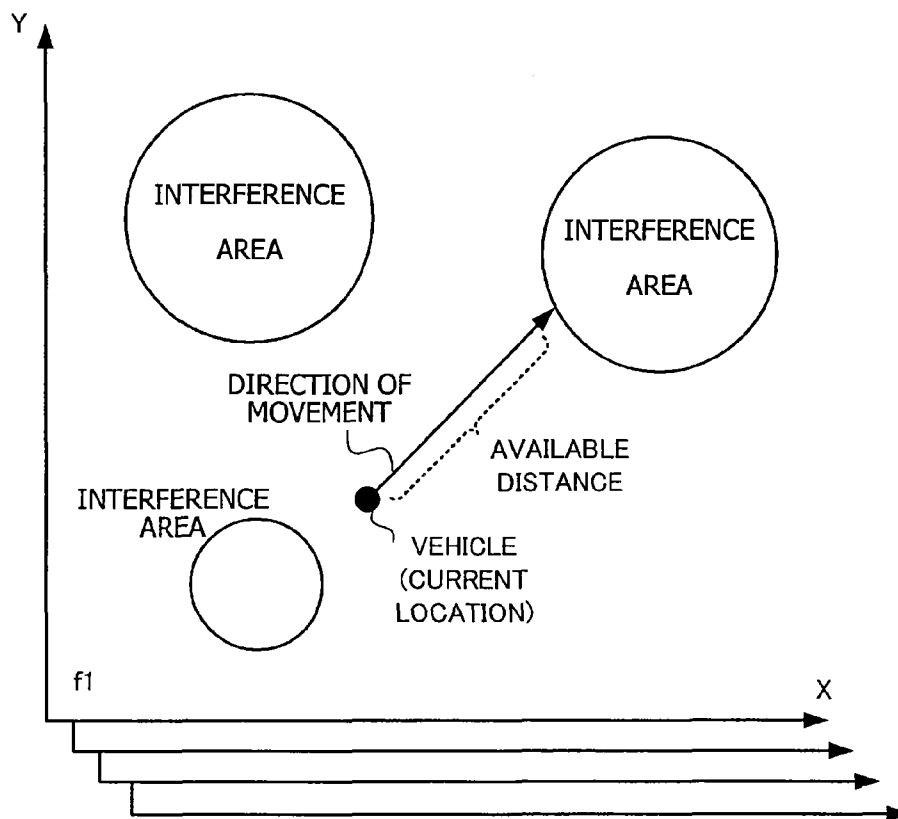 Y
INTERFERENCE
AREA
INTERFERENCE
AREA
DIRECTION OF
MOVEMENT
AVAILABLE
DISTANCE
INTERFERENCE
AREA
VEHICLE
(CURRENT
LOCATION)
f1
X